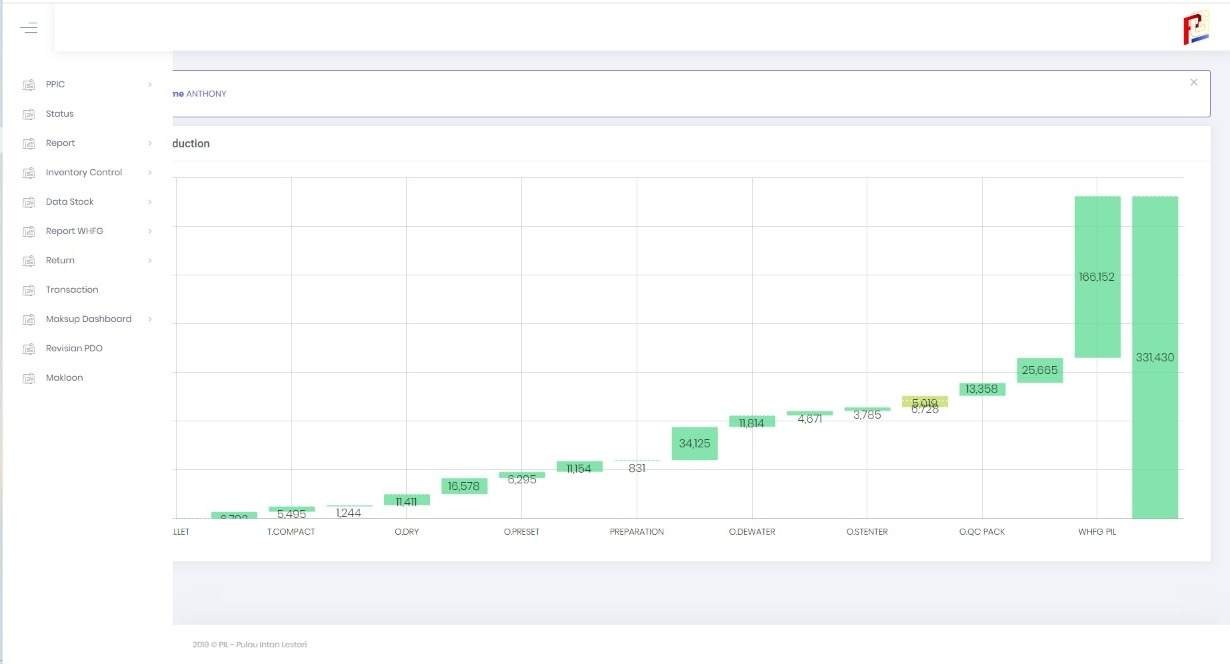 PPIC
Status
Report
Inventory Control
Data Stock
Report WHFG
Return
Transaction
Maksup Dashboard
Revisian PDO
Makloon
me ANTHONY
duction
166,152
331,430
25,665
13,358
5,019
6,728
3,785
4,671
11,814
34,125
831
11,154
6,295
16,578
11,411
1,244
5,495
LLET T.COMPACT O.DRY O.PRESET PREPARATION O.DEWATER O.STENTER O.QC PACK WHFG PIL
2019 © PIL - Pulau Intan Lestari